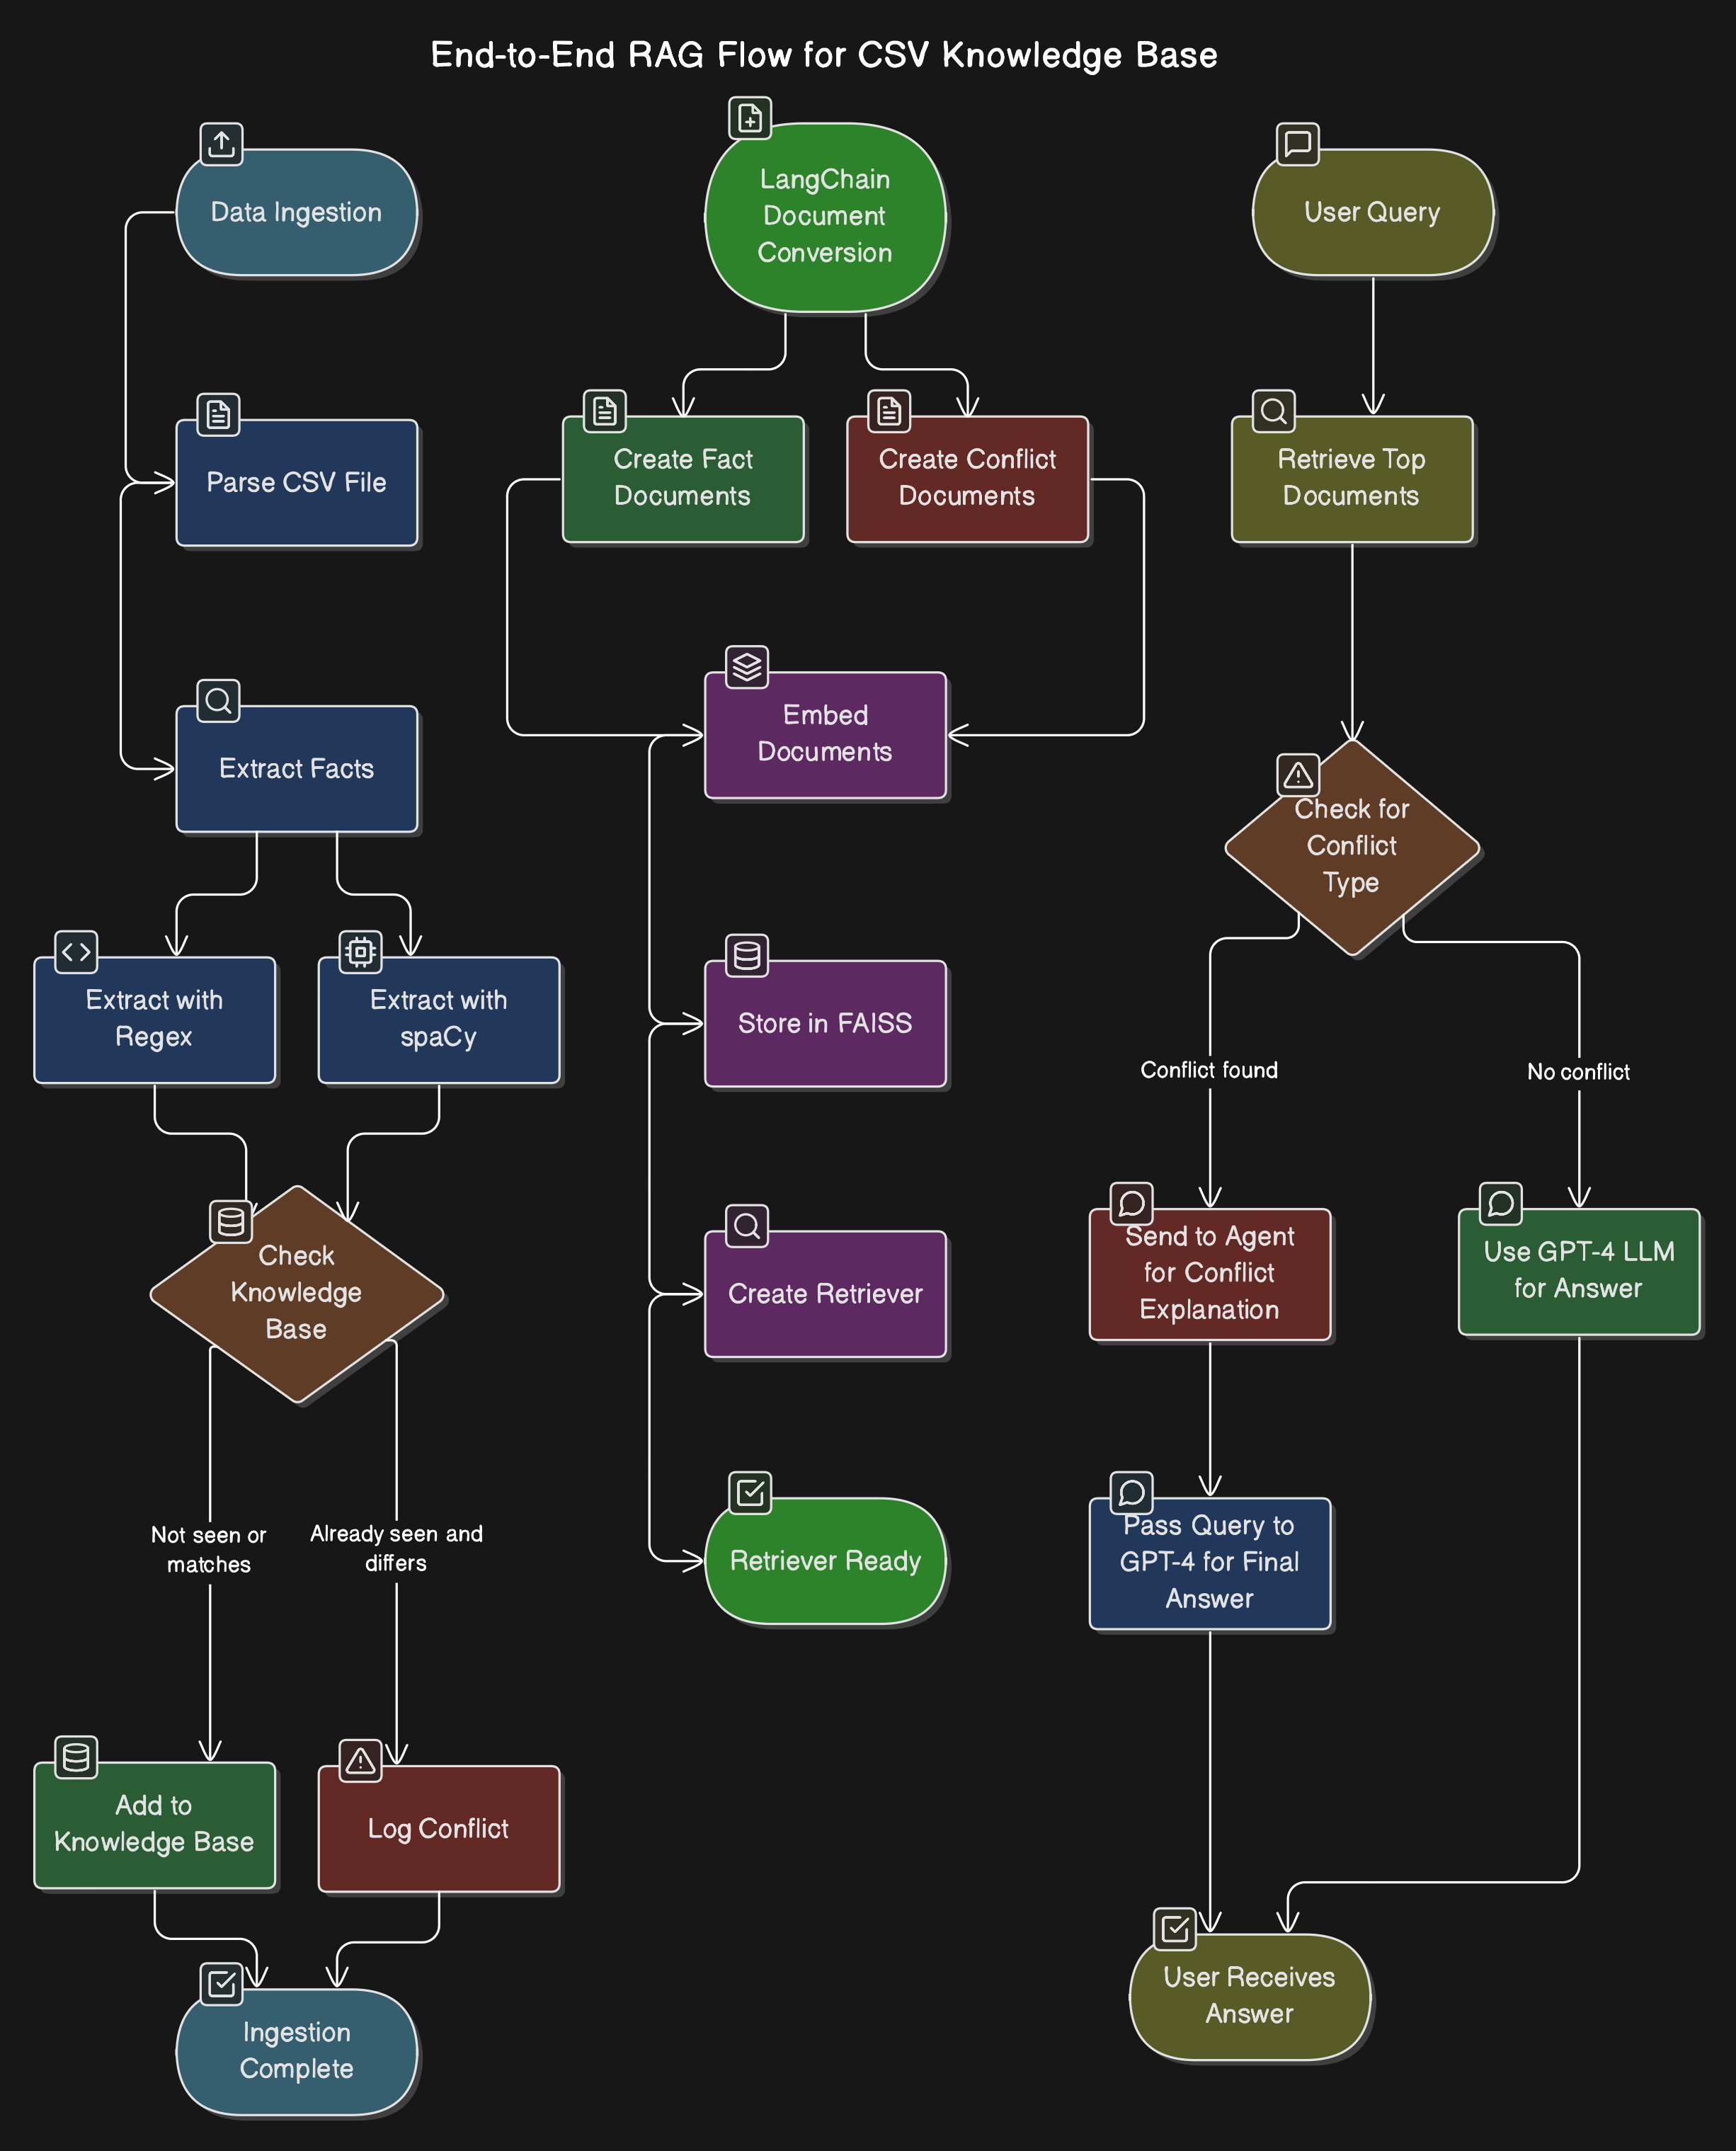 End-to-End RAG Flow for CSV Knowledge Base
Data Ingestion
Parse CSV File
Extract Facts
Extract with
Regex
Extract with
spaCy
Check
Knowledge
Base
Not seen or
matches
Already seen and
differs
Add to
Knowledge Base
Log Conflict
Ingestion
Complete
LangChain
Document
Conversion
Create Fact
Documents
Create Conflict
Documents
Embed
Documents
Store in FAISS
Create Retriever
Retriever Ready
User Query
Retrieve Top
Documents
Check for
Conflict
Type
Conflict found
No conflict
Send to Agent
for Conflict
Explanation
Use GPT-4 LLM
for Answer
Pass Query to
GPT-4 for Final
Answer
User Receives
Answer